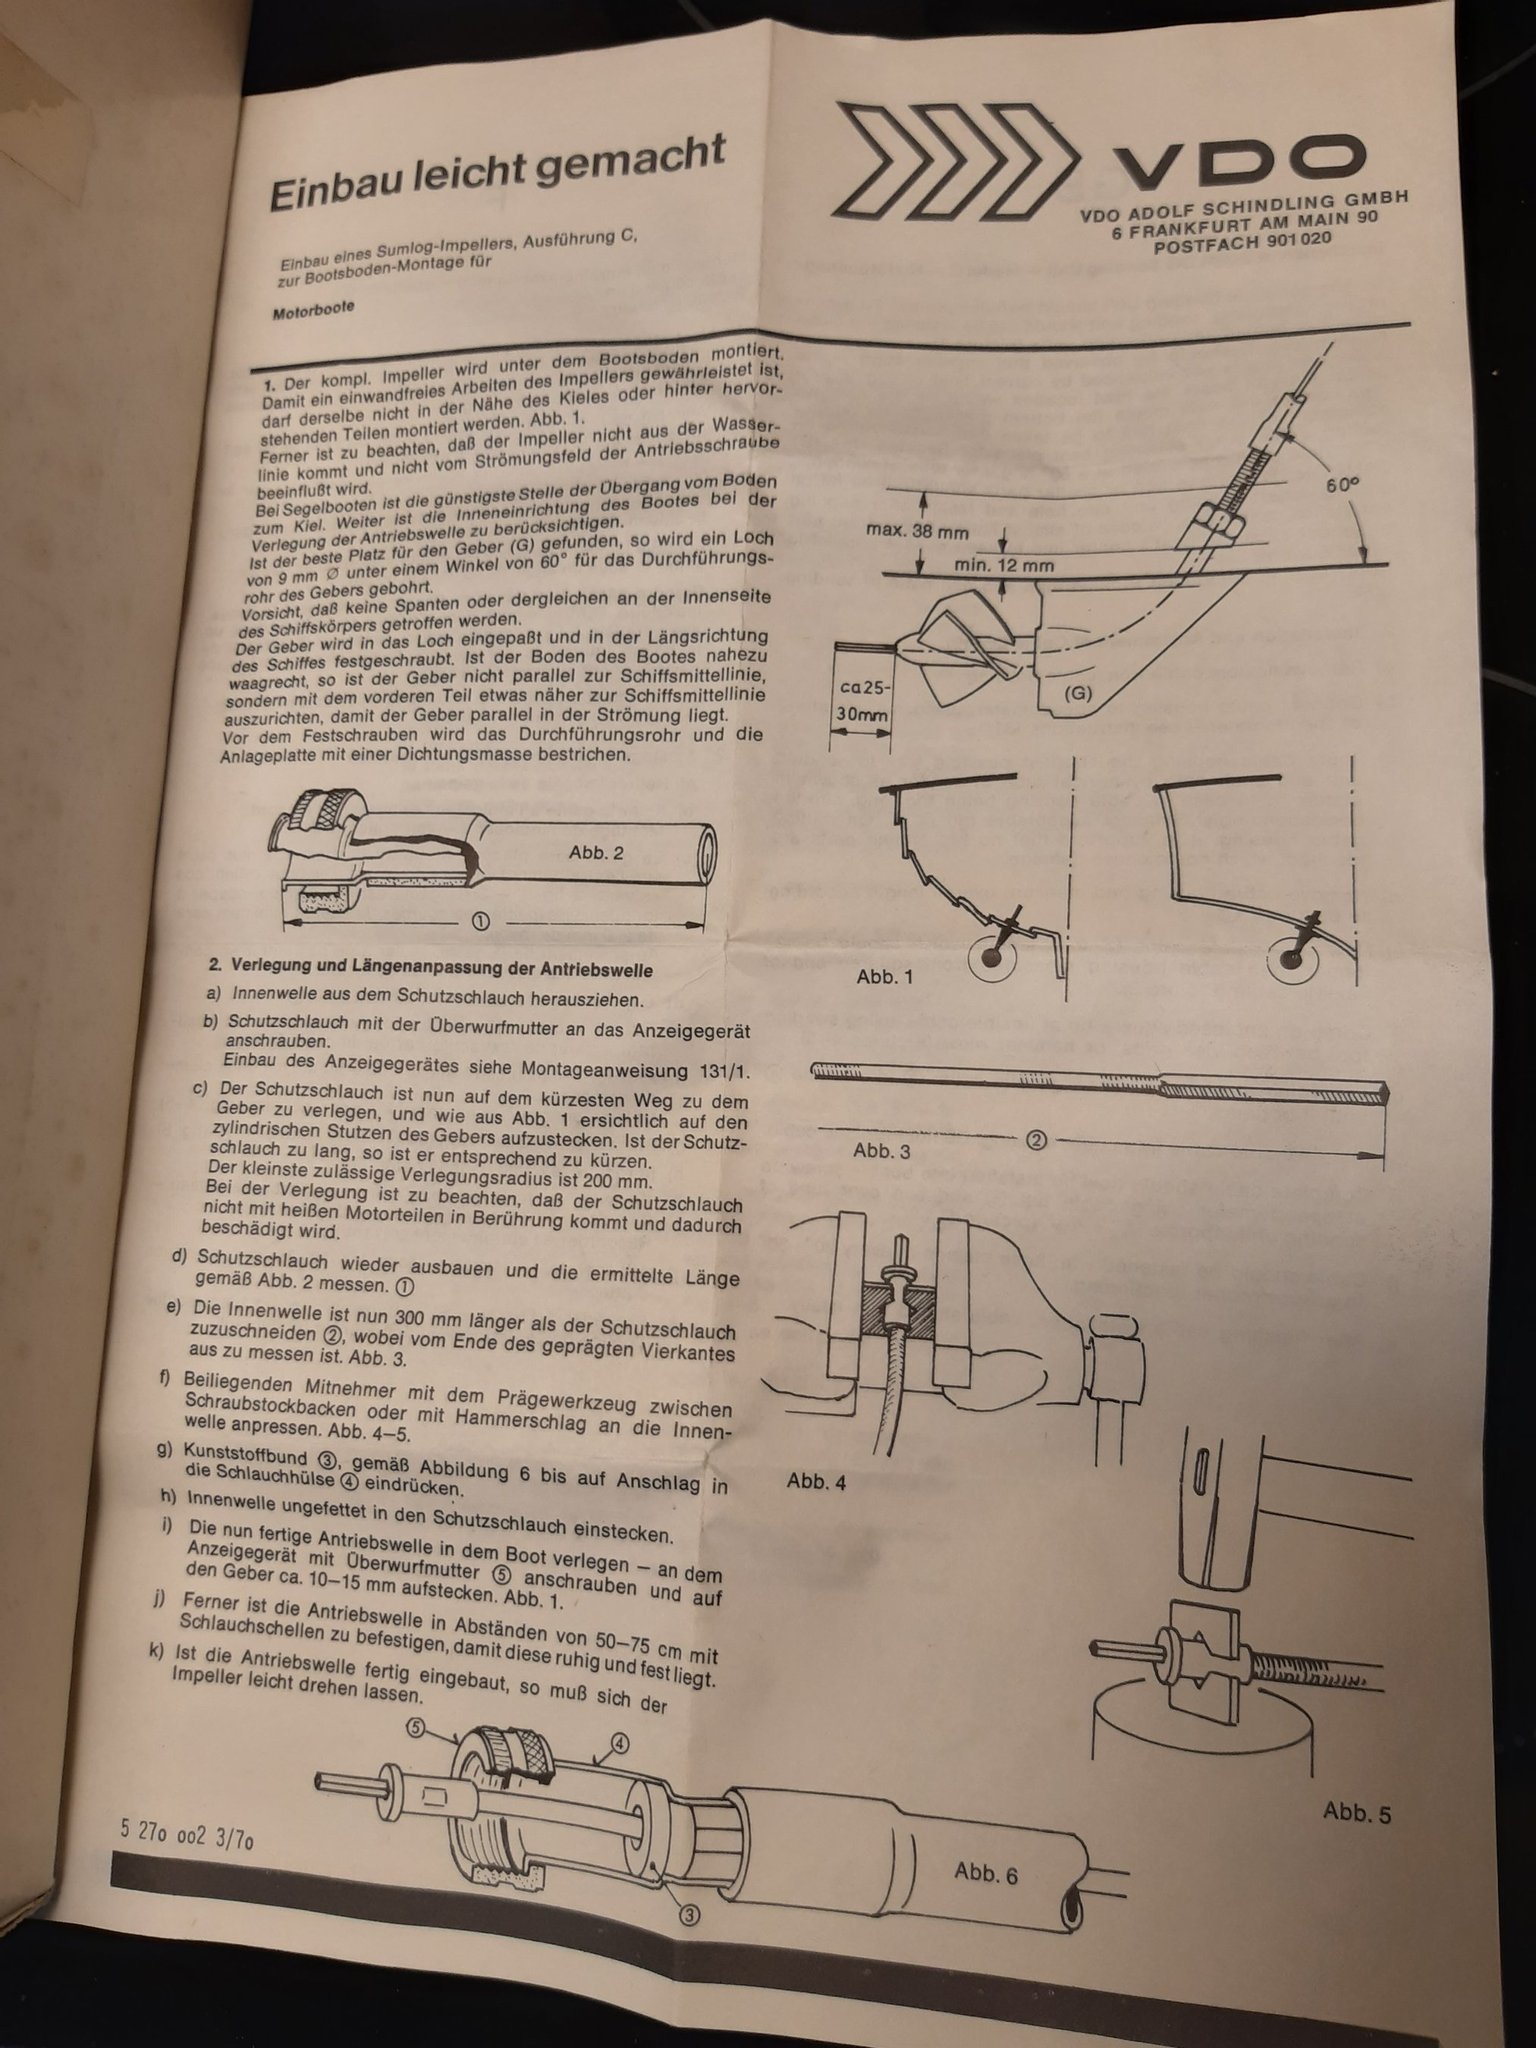 Einbau leicht gemacht
VDO
VDO ADOLF SCHINDLING GMBH
6 FRANKFURT AM MAIN 90
POSTFACH 901 020
Einbau eines Sumlog-Impellers, Ausführung C,
zur Bootsboden-Montage für
Motorboote
1. Der kompl. Impeller wird unter dem Bootsboden montiert.
Damit ein einwandfreies Arbeiten des Impellers gewährleistet ist,
darf derselbe nicht in der Nähe des Kieles oder hinter hervor-
stehenden Teilen montiert werden. Abb. 1.
Ferner ist zu beachten, daß der Impeller nicht aus der Wasser-
linie kommt und nicht vom Strömungsfeld der Antriebsschraube
beeinflußt wird.
Bei Segelbooten ist die günstigste Stelle der Übergang vom Boden
zum Kiel. Weiter ist die Inneneinrichtung des Bootes bei der
Verlegung der Antriebswelle zu berücksichtigen.
Ist der beste Platz für den Geber (G) gefunden, so wird ein Loch
von 9 mm ∅ unter einem Winkel von 60° für das Durchführungs-
rohr des Gebers gebohrt.
Vorsicht, daß keine Spanten oder dergleichen an der Innenseite
des Schiffskörpers getroffen werden.
Der Geber wird in das Loch eingepaßt und in der Längsrichtung
des Schiffes festgeschraubt. Ist der Boden des Bootes nahezu
waagrecht, so ist der Geber nicht parallel zur Schiffsmittellinie,
sondern mit dem vorderen Teil etwas näher zur Schiffsmittellinie
auszurichten, damit der Geber parallel in der Strömung liegt.
Vor dem Festschrauben wird das Durchführungsrohr und die
Anlageplatte mit einer Dichtungsmasse bestrichen.
60°
max. 38 mm
min. 12 mm
ca 25-
30mm
(G)
Abb. 2
①
Abb. 1
2. Verlegung und Längenanpassung der Antriebswelle
a) Innenwelle aus dem Schutzschlauch herausziehen.
b) Schutzschlauch mit der Überwurfmutter an das Anzeigegerät
anschrauben.
Einbau des Anzeigegerätes siehe Montageanweisung 131/1.
c) Der Schutzschlauch ist nun auf dem kürzesten Weg zu dem
Geber zu verlegen, und wie aus Abb. 1 ersichtlich auf den
zylindrischen Stutzen des Gebers aufzustecken. Ist der Schutz-
schlauch zu lang, so ist er entsprechend zu kürzen.
Der kleinste zulässige Verlegungsradius ist 200 mm.
Bei der Verlegung ist zu beachten, daß der Schutzschlauch
nicht mit heißen Motorteilen in Berührung kommt und dadurch
beschädigt wird.
d) Schutzschlauch wieder ausbauen und die ermittelte Länge
gemäß Abb. 2 messen. ①
e) Die Innenwelle ist nun 300 mm länger als der Schutzschlauch
zuzuschneiden ②, wobei vom Ende des geprägten Vierkantes
aus zu messen ist. Abb. 3.
f) Beiliegenden Mitnehmer mit dem Prägewerkzeug zwischen
Schraubstockbacken oder mit Hammerschlag an die Innen-
welle anpressen. Abb. 4–5.
g) Kunststoffbund ③, gemäß Abbildung 6 bis auf Anschlag in
die Schlauchhülse ④ eindrücken.
h) Innenwelle ungefettet in den Schutzschlauch einstecken.
i) Die nun fertige Antriebswelle in dem Boot verlegen – an dem
Anzeigegerät mit Überwurfmutter ⑤ anschrauben und auf
den Geber ca. 10–15 mm aufstecken. Abb. 1.
j) Ferner ist die Antriebswelle in Abständen von 50–75 cm mit
Schlauchschellen zu befestigen, damit diese ruhig und fest liegt.
k) Ist die Antriebswelle fertig eingebaut, so muß sich der
Impeller leicht drehen lassen.
②
Abb. 3
Abb. 4
Abb. 5
⑤
④
③
Abb. 6
5 27o oo2 3/7o